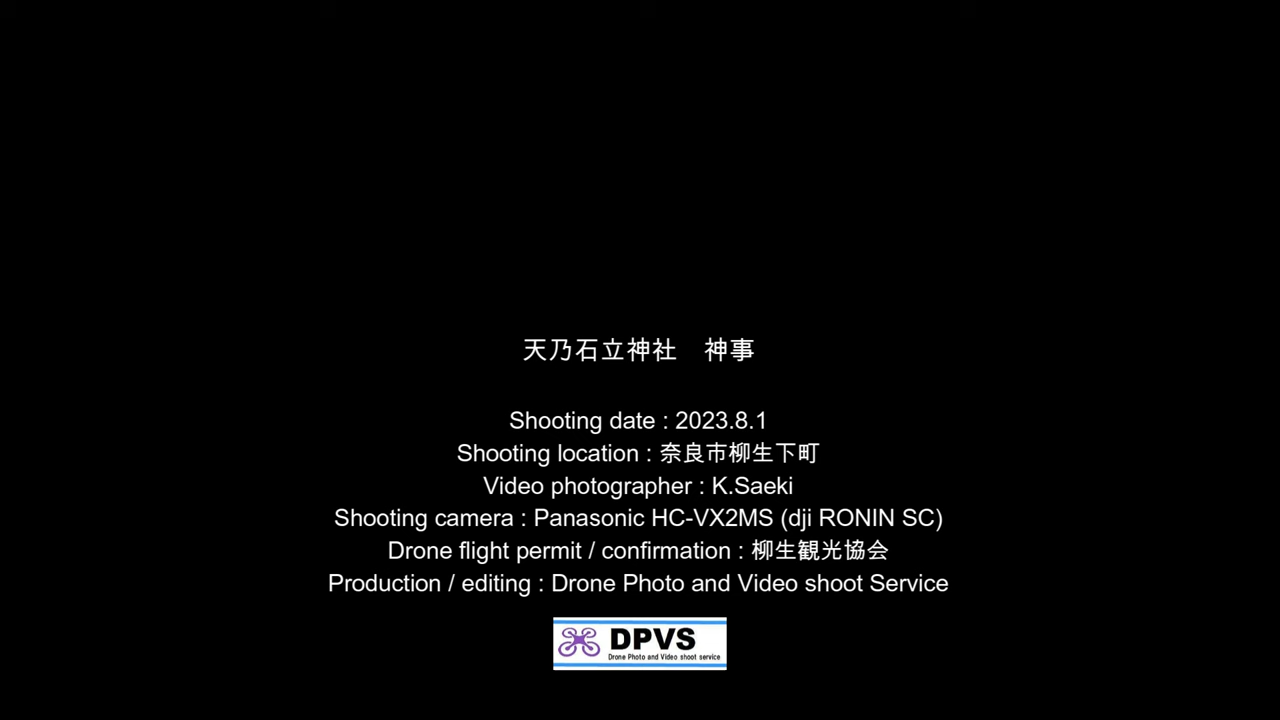 天乃石立神社　神事
Shooting date : 2023.8.1
Shooting location : 奈良市柳生下町
Video photographer : K.Saeki
Shooting camera : Panasonic HC-VX2MS (dji RONIN SC)
Drone flight permit / confirmation : 柳生観光協会
Production / editing : Drone Photo and Video shoot Service
DPVS
Drone Photo and Video shoot service